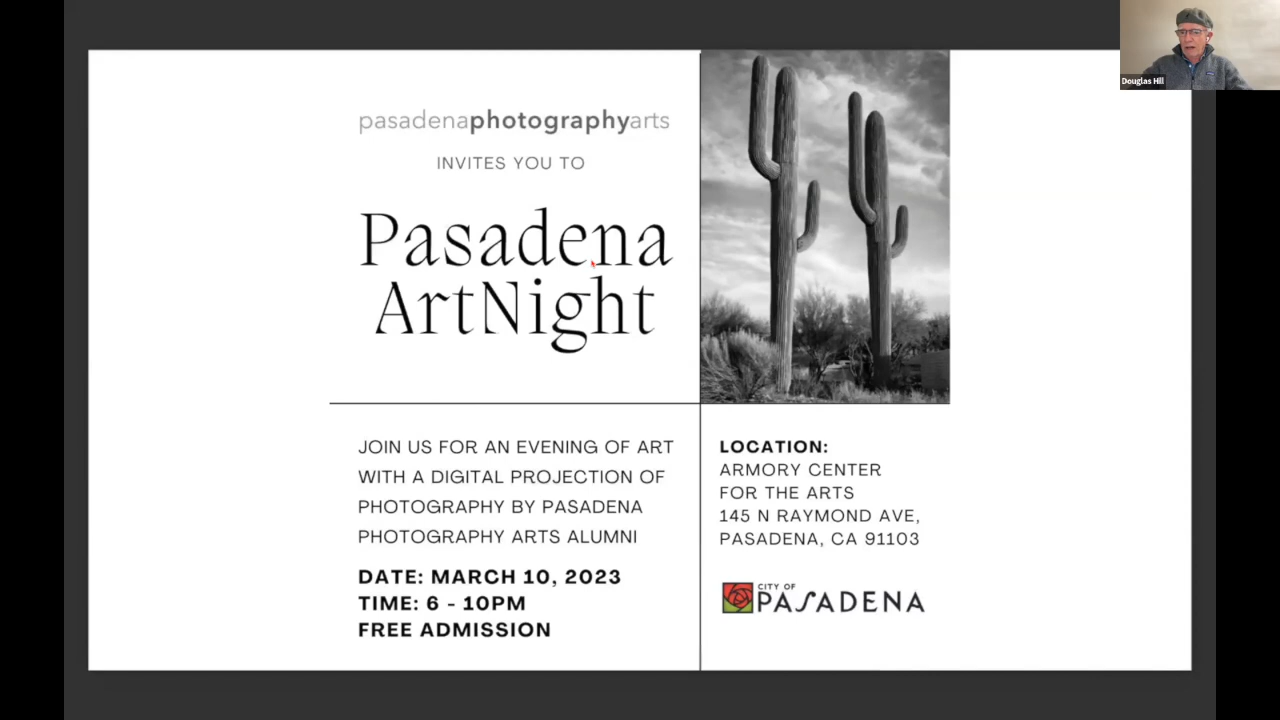 pasadenaphotographyarts
INVITES YOU TO
Pasadena
ArtNight
JOIN US FOR AN EVENING OF ART
WITH A DIGITAL PROJECTION OF
PHOTOGRAPHY BY PASADENA
PHOTOGRAPHY ARTS ALUMNI
DATE: MARCH 10, 2023
TIME: 6 - 10PM
FREE ADMISSION
LOCATION:
ARMORY CENTER
FOR THE ARTS
145 N RAYMOND AVE,
PASADENA, CA 91103
CITY OF
PASADENA
Douglas Hill